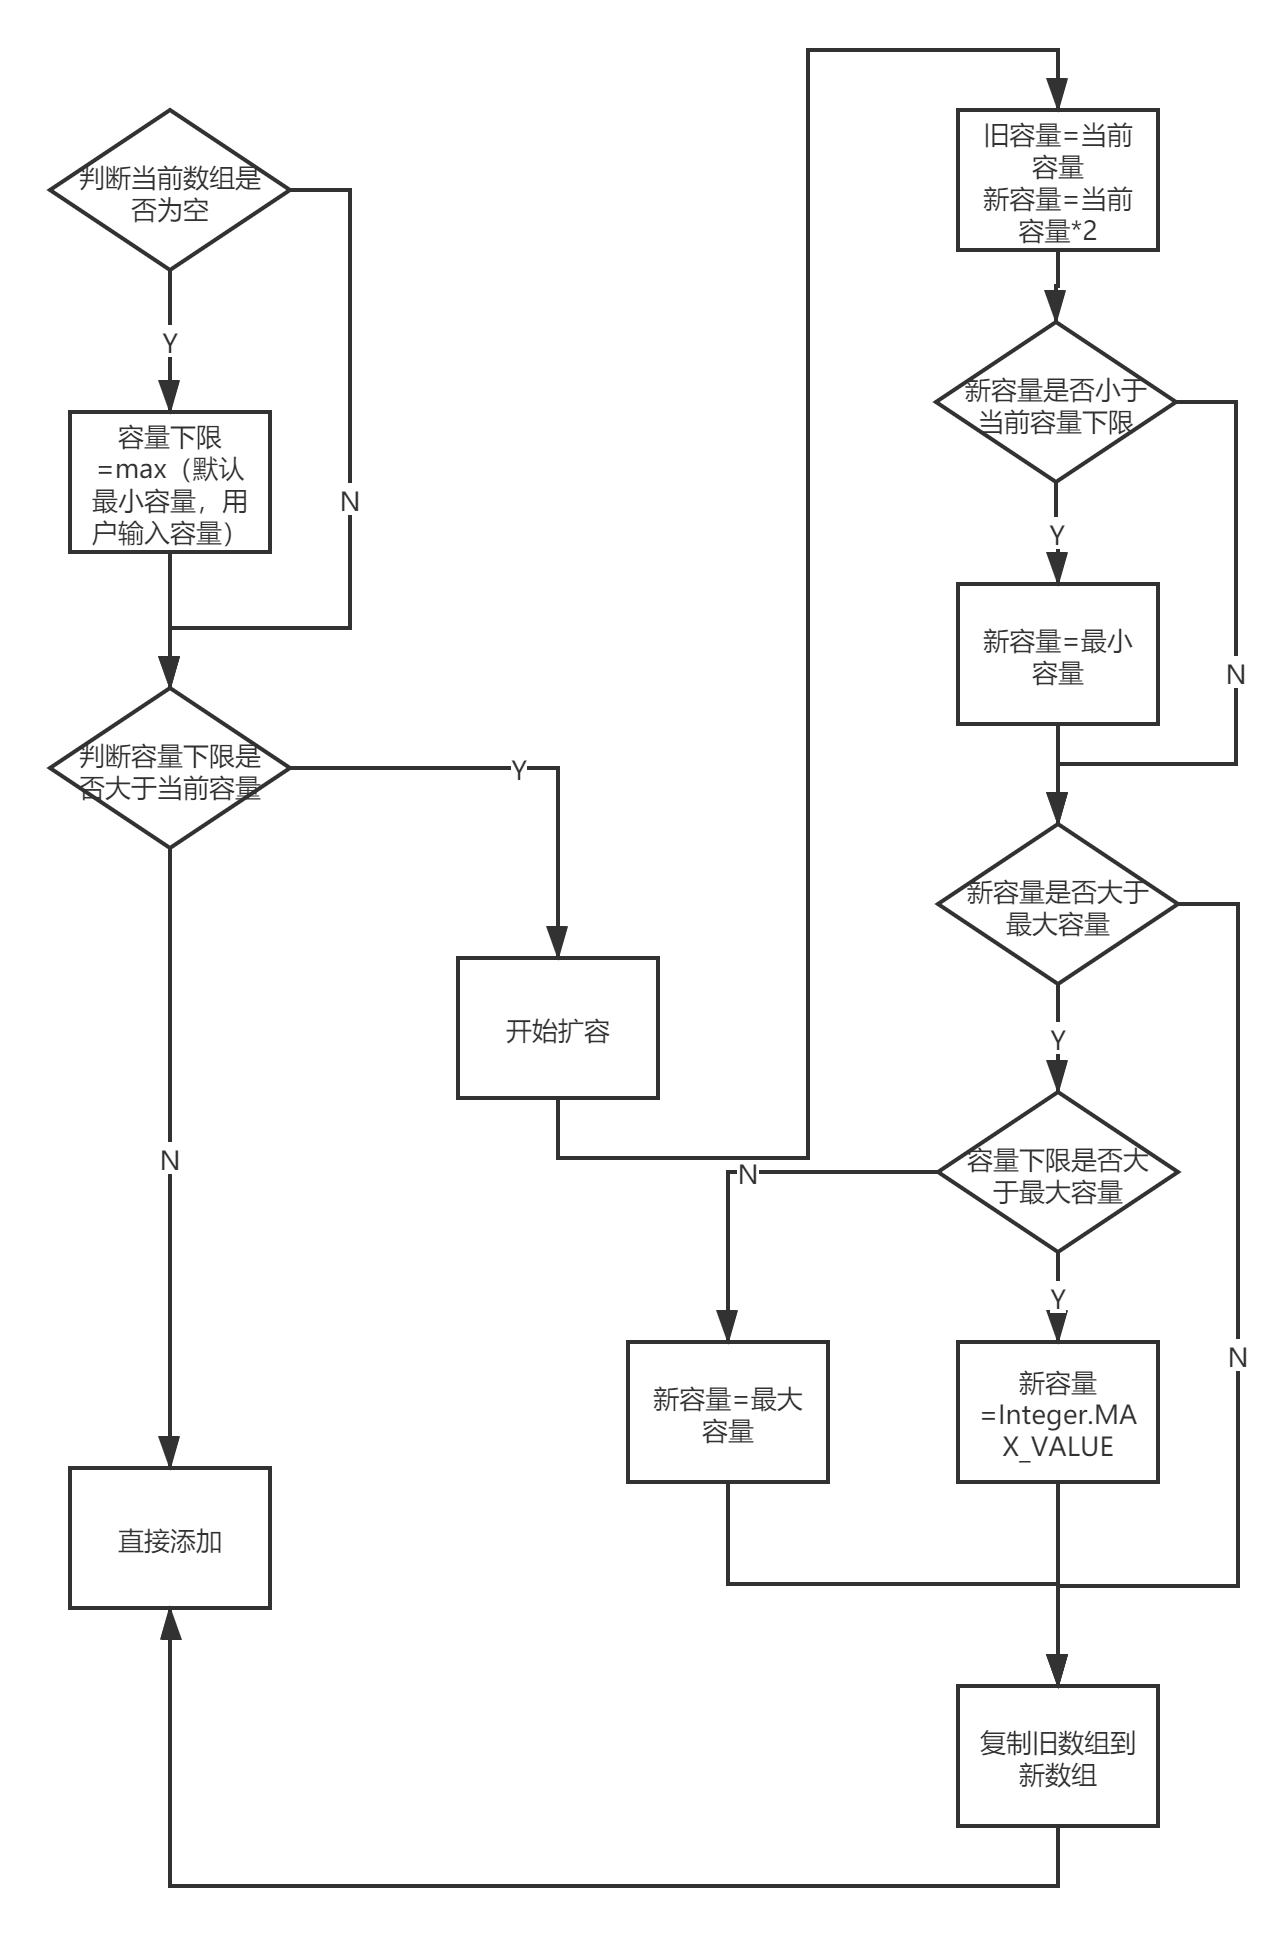 判断当前数组是
否为空
Y
N
容量下限
=max（默认
最小容量，用
户输入容量）
判断容量下限是
否大于当前容量
Y
N
开始扩容
旧容量=当前
容量
新容量=当前
容量*2
新容量是否小于
当前容量下限
Y
N
新容量=最小
容量
新容量是否大于
最大容量
Y
N
容量下限是否大
于最大容量
N
Y
新容量=最大
容量
新容量
=Integer.MA
X_VALUE
复制旧数组到
新数组
直接添加